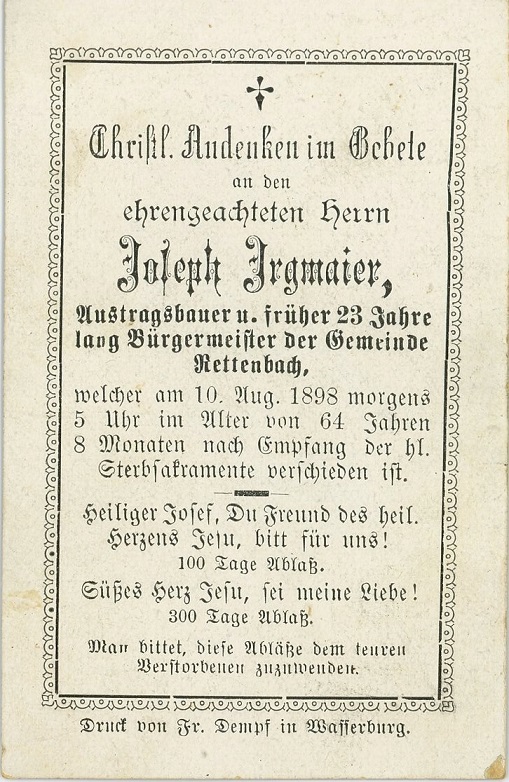 Christl. Andenken im Gebete
an den
ehrengeachteten Herrn
Joseph Irgmaier,
Austragsbauer u. früher 23 Jahre
lang Bürgermeister der Gemeinde
Rettenbach,
welcher am 10. Aug. 1898 morgens
5 Uhr im Alter von 64 Jahren
8 Monaten nach Empfang der hl.
Sterbsakramente verschieden ist.
Heiliger Josef, Du Freund des heil.
Herzens Jesu, bitt für uns!
100 Tage Ablaß.
Süßes Herz Jesu, sei meine Liebe!
300 Tage Ablaß.
Man bittet, diese Abläße dem teuren
Verstorbenen zuzuwenden.
Druck von Fr. Dempf in Wasserburg.